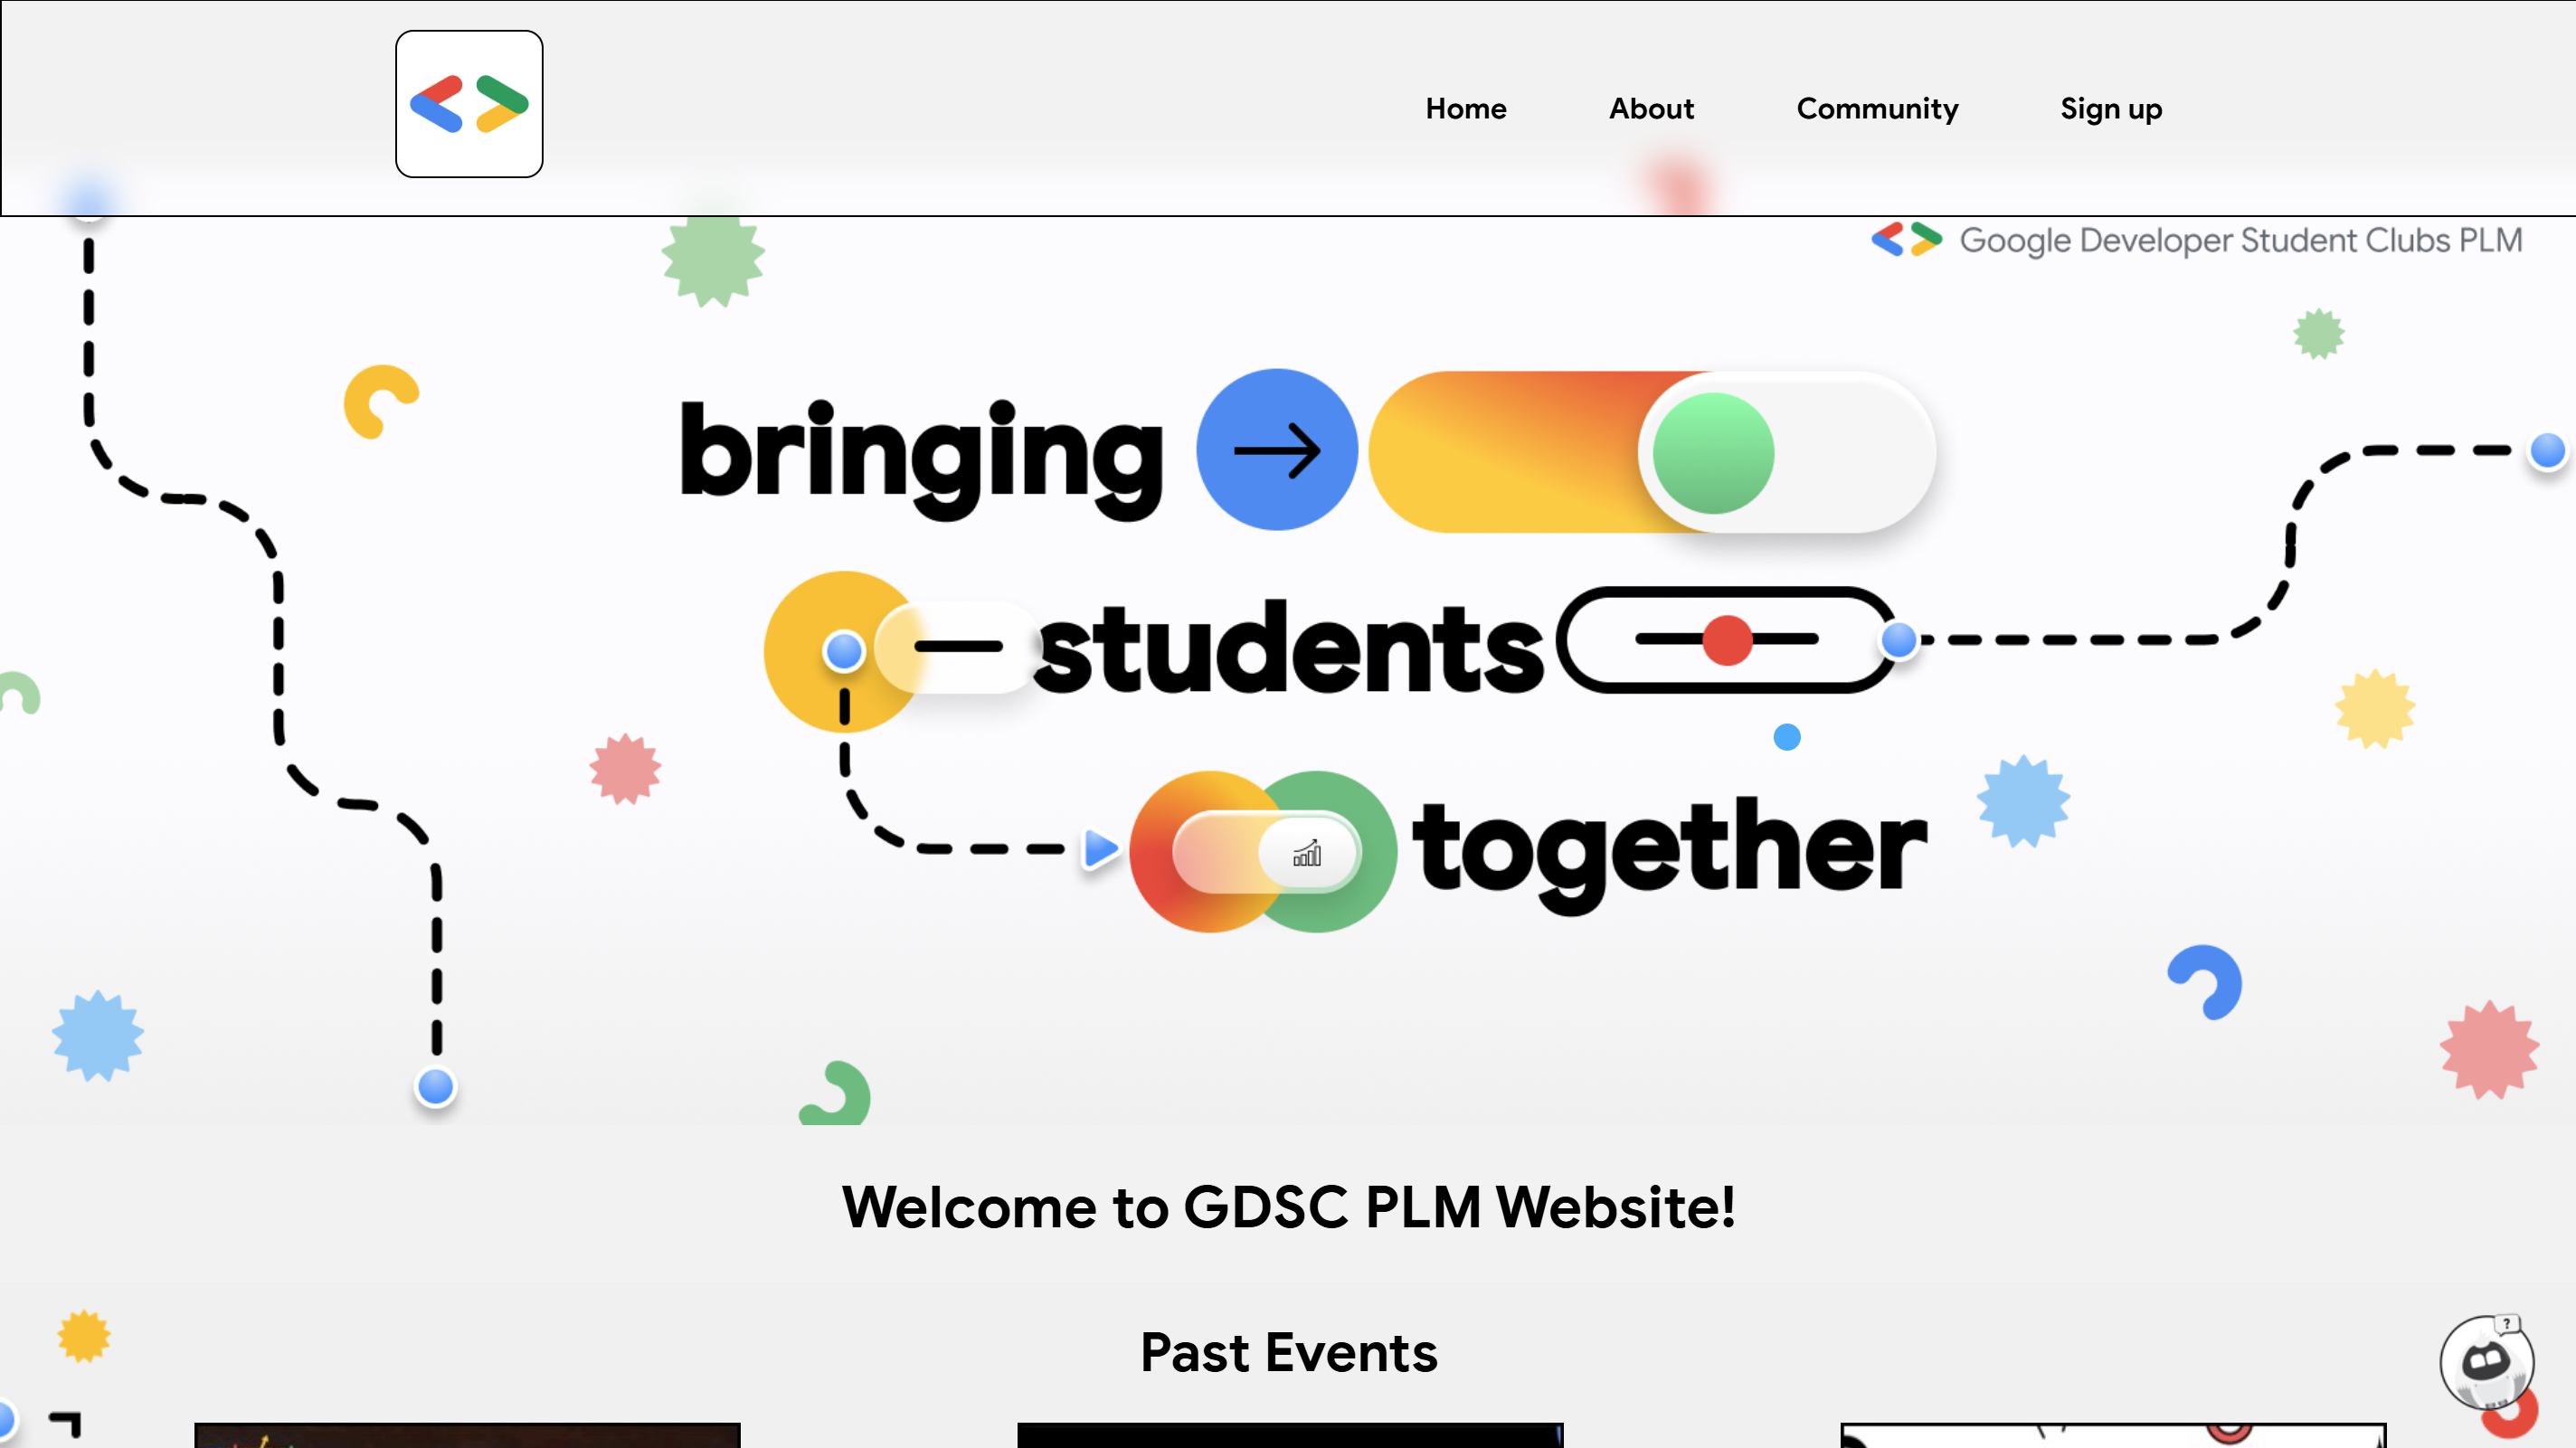 Home About Community Sign up
Google Developer Student Clubs PLM
bringing
students
together
Welcome to GDSC PLM Website!
Past Events
?